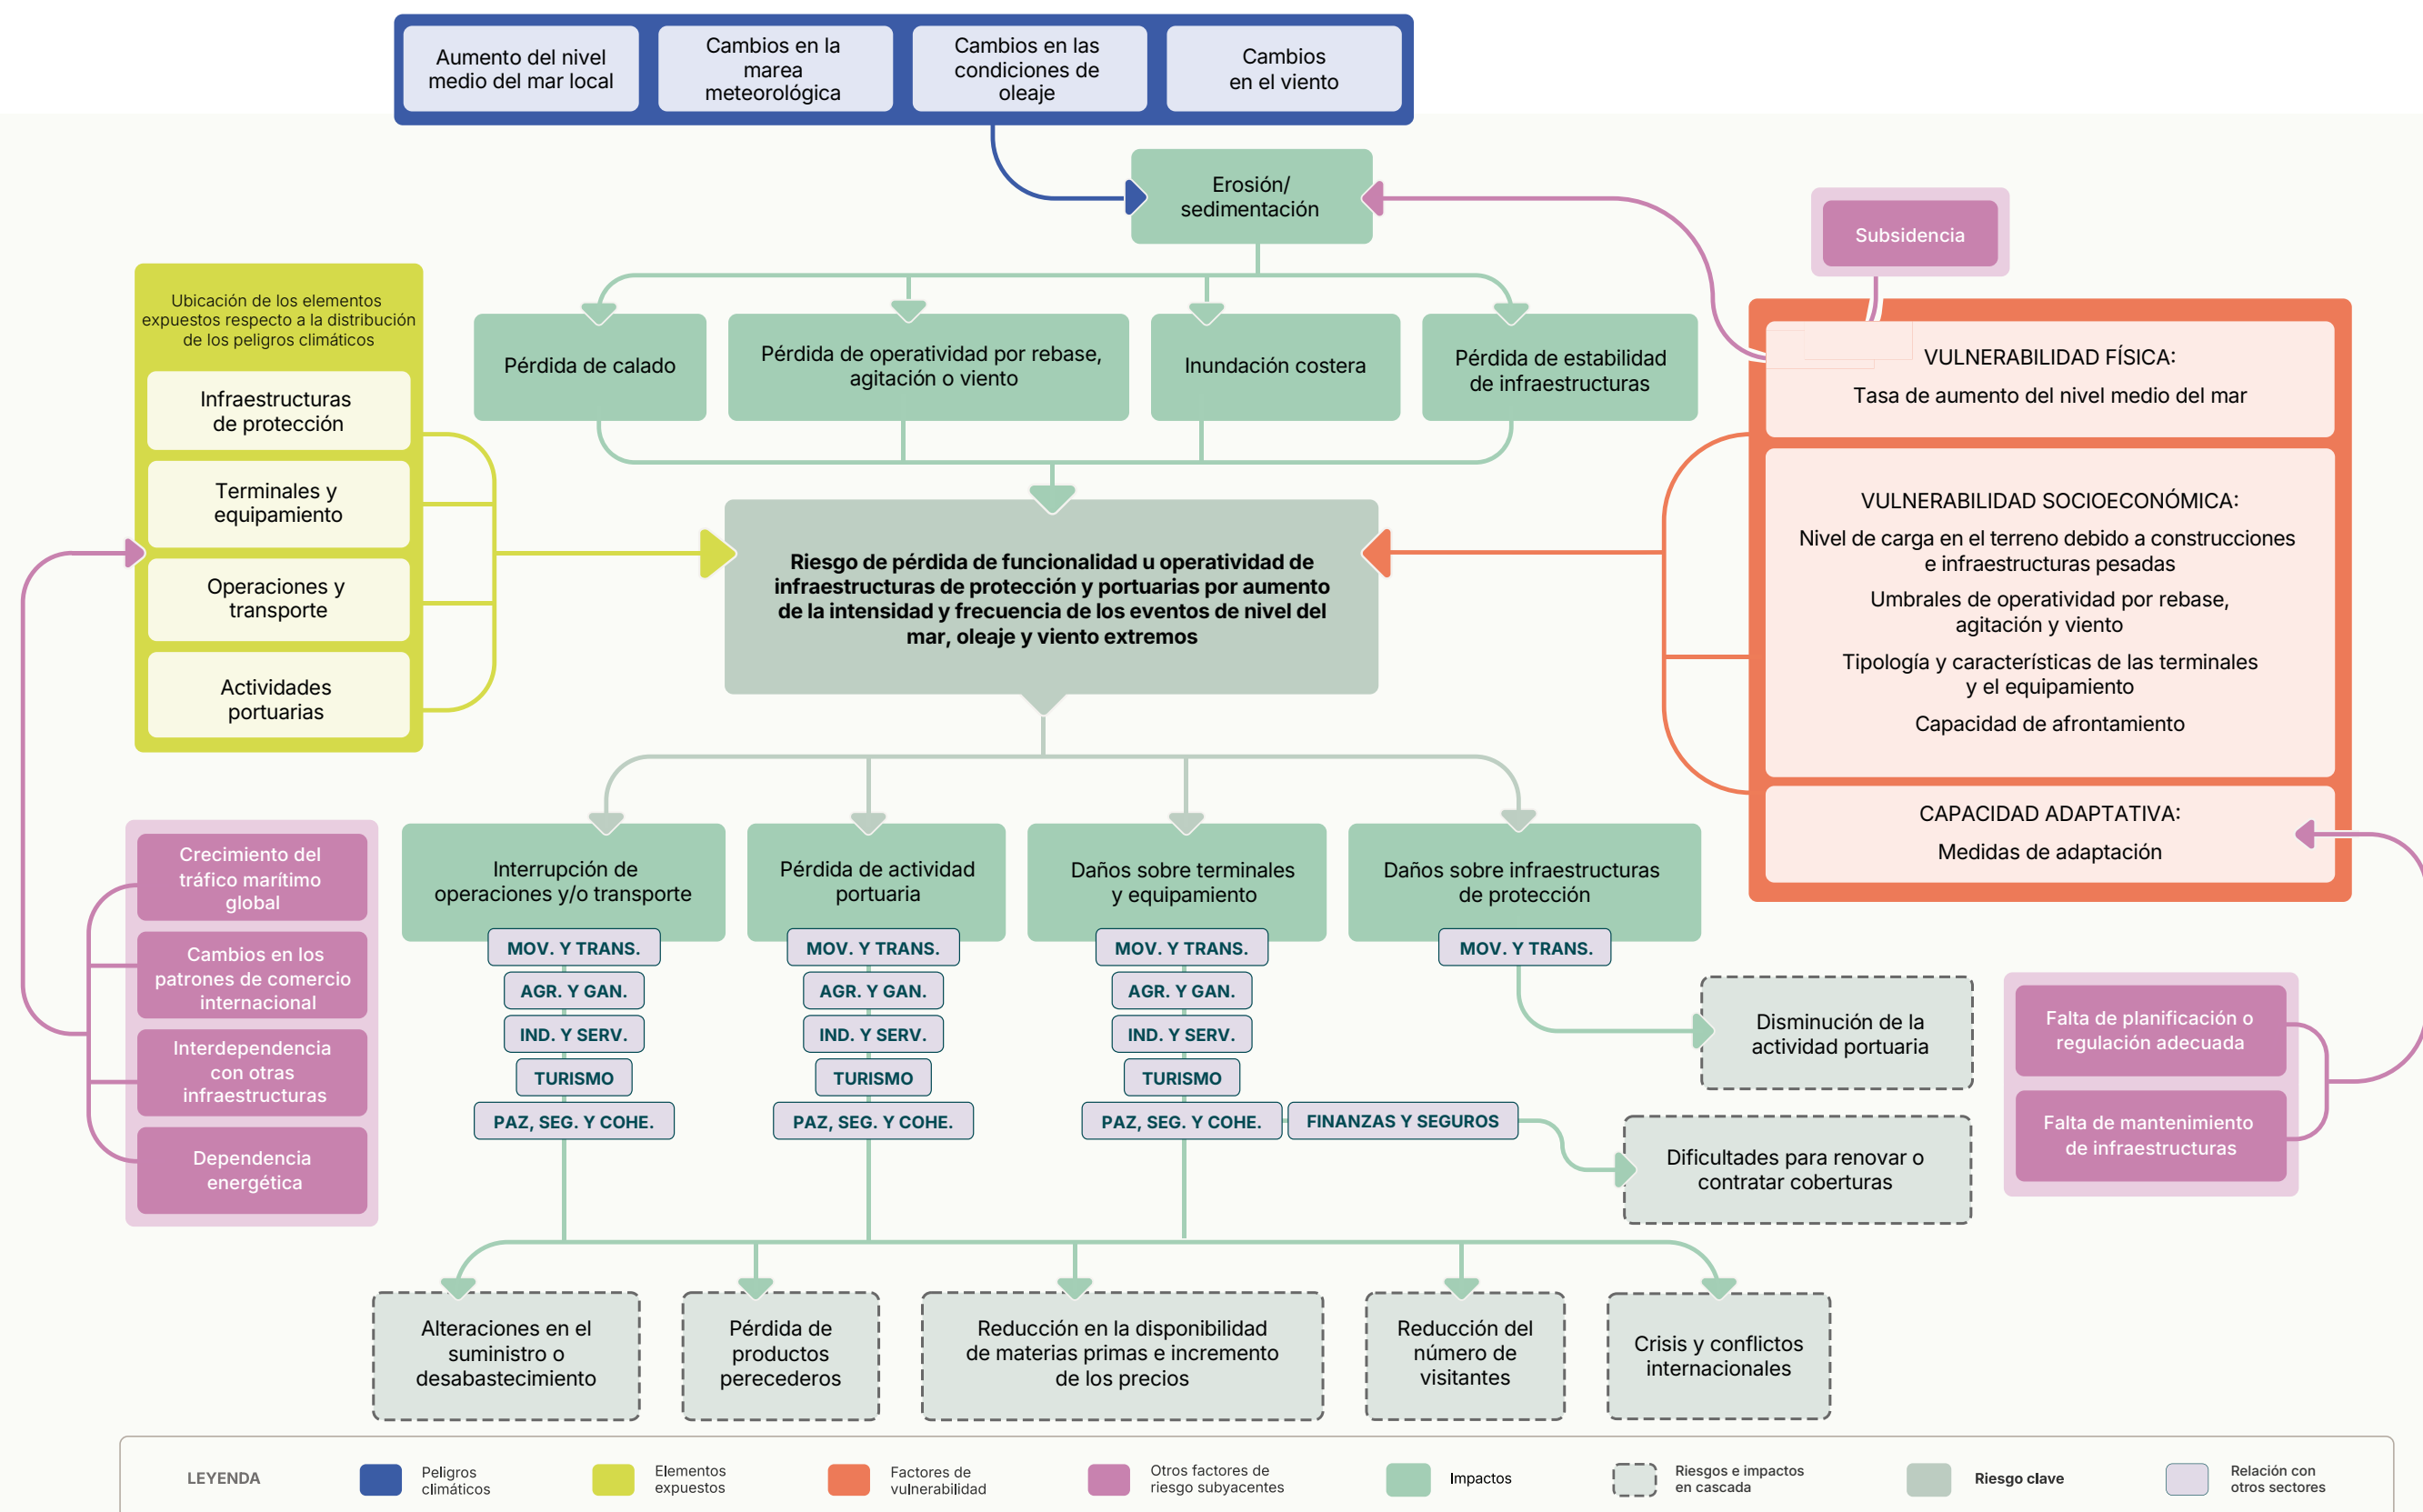 Aumento del nivel
medio del mar local
Cambios en la
marea
meteorológica
Cambios en las
condiciones de
oleaje
Cambios
en el viento
Erosión/
sedimentación
Subsidencia
Ubicación de los elementos
expuestos respecto a la distribución
de los peligros climáticos
Infraestructuras
de protección
Terminales y
equipamiento
Operaciones y
transporte
Actividades
portuarias
Pérdida de calado
Pérdida de operatividad por rebase,
agitación o viento
Inundación costera
Pérdida de estabilidad
de infraestructuras
VULNERABILIDAD FÍSICA:
Tasa de aumento del nivel medio del mar
VULNERABILIDAD SOCIOECONÓMICA:
Nivel de carga en el terreno debido a construcciones
e infraestructuras pesadas
Umbrales de operatividad por rebase,
agitación y viento
Tipología y características de las terminales
y el equipamiento
Capacidad de afrontamiento
CAPACIDAD ADAPTATIVA:
Medidas de adaptación
Riesgo de pérdida de funcionalidad u operatividad de
infraestructuras de protección y portuarias por aumento
de la intensidad y frecuencia de los eventos de nivel del
mar, oleaje y viento extremos
Crecimiento del
tráfico marítimo
global
Cambios en los
patrones de comercio
internacional
Interdependencia
con otras
infraestructuras
Dependencia
energética
Interrupción de
operaciones y/o transporte
MOV. Y TRANS.
AGR. Y GAN.
IND. Y SERV.
TURISMO
PAZ, SEG. Y COHE.
Pérdida de actividad
portuaria
MOV. Y TRANS.
AGR. Y GAN.
IND. Y SERV.
TURISMO
PAZ, SEG. Y COHE.
Daños sobre terminales
y equipamiento
MOV. Y TRANS.
AGR. Y GAN.
IND. Y SERV.
TURISMO
PAZ, SEG. Y COHE.
FINANZAS Y SEGUROS
Daños sobre infraestructuras
de protección
MOV. Y TRANS.
Disminución de la
actividad portuaria
Dificultades para renovar o
contratar coberturas
Falta de planificación o
regulación adecuada
Falta de mantenimiento
de infraestructuras
Alteraciones en el
suministro o
desabastecimiento
Pérdida de
productos
perecederos
Reducción en la disponibilidad
de materias primas e incremento
de los precios
Reducción del
número de
visitantes
Crisis y conflictos
internacionales
LEYENDA
Peligros
climáticos
Elementos
expuestos
Factores de
vulnerabilidad
Otros factores de
riesgo subyacentes
Impactos
Riesgos e impactos
en cascada
Riesgo clave
Relación con
otros sectores